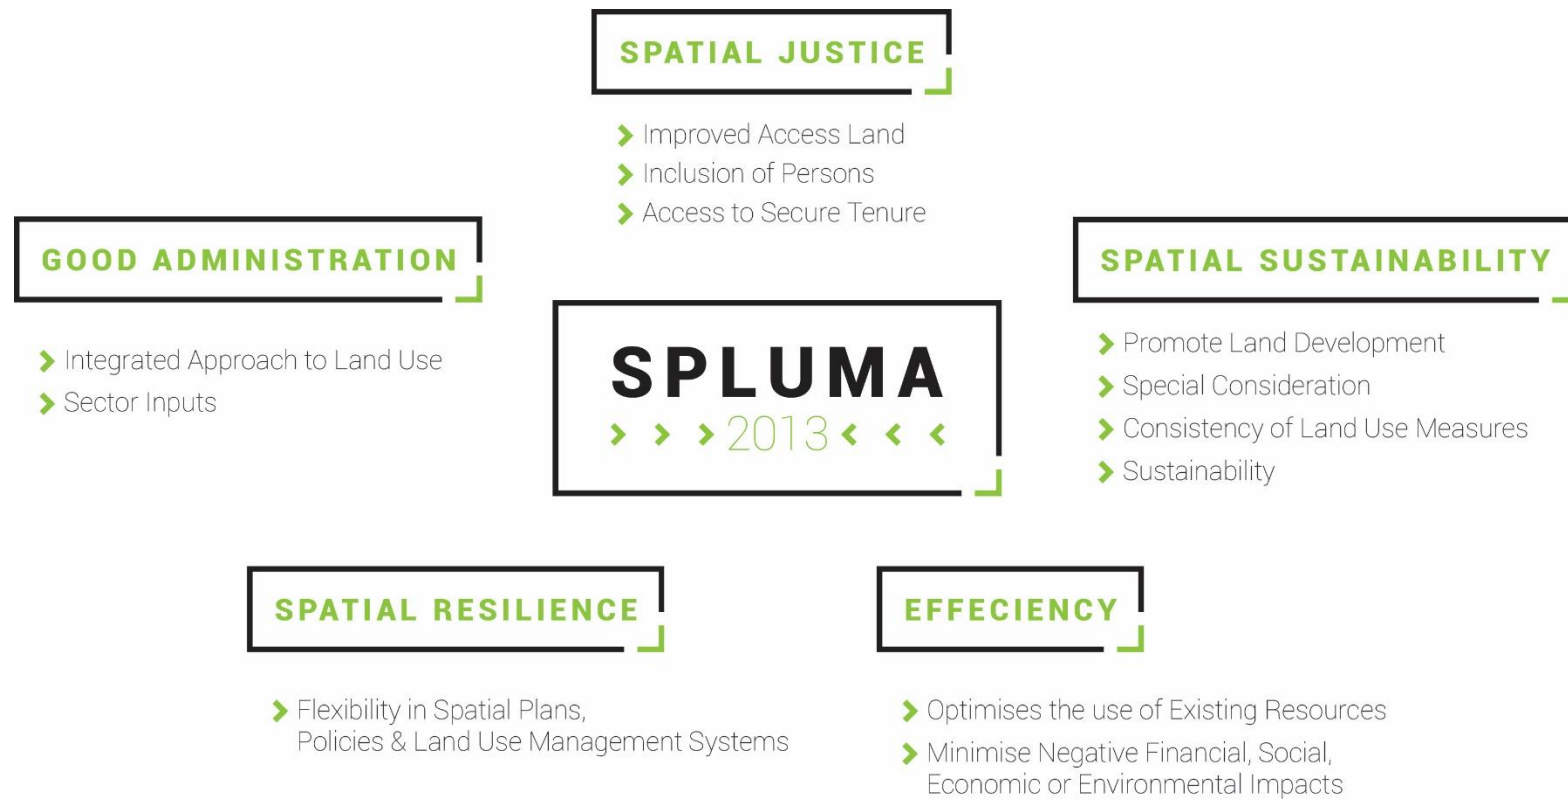 SPATIAL JUSTICE
Improved Access Land
Inclusion of Persons
Access to Secure Tenure
GOOD ADMINISTRATION
Integrated Approach to Land Use
Sector Inputs
SPLUMA
2013
SPATIAL SUSTAINABILITY
Promote Land Development
Special Consideration
Consistency of Land Use Measures
Sustainability
SPATIAL RESILIENCE
Flexibility in Spatial Plans,
Policies & Land Use Management Systems
EFFECIENCY
Optimises the use of Existing Resources
Minimise Negative Financial, Social,
Economic or Environmental Impacts